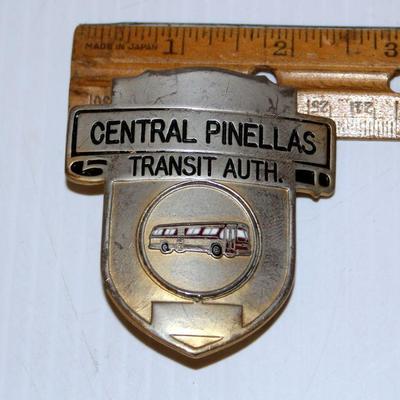 MADE IN JAPAN 1 2 3
CENTRAL PINELLAS
TRANSIT AUTH.